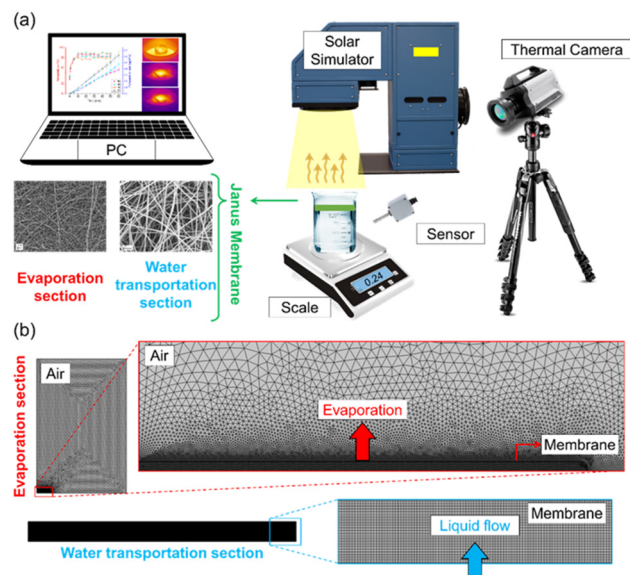 (a)
Solar
Simulator
Thermal Camera
PC
Janus Membrane
Sensor
Evaporation
section
Water
transportation
section
0.24
Scale
(b)
Evaporation section
Air
Air
Evaporation
Membrane
Membrane
Liquid flow
Water transportation section